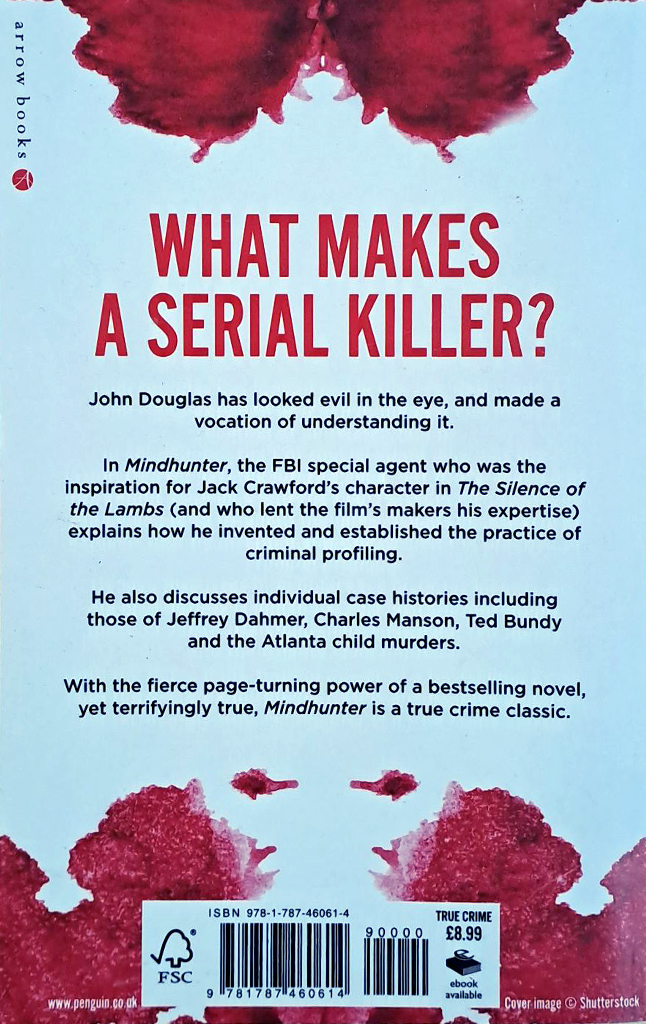 arrow books
WHAT MAKES
A SERIAL KILLER?
John Douglas has looked evil in the eye, and made a
vocation of understanding it.
In Mindhunter, the FBI special agent who was the
inspiration for Jack Crawford's character in The Silence of
the Lambs (and who lent the film's makers his expertise)
explains how he invented and established the practice of
criminal profiling.
He also discusses individual case histories including
those of Jeffrey Dahmer, Charles Manson, Ted Bundy
and the Atlanta child murders.
With the fierce page-turning power of a bestselling novel,
yet terrifyingly true, Mindhunter is a true crime classic.
ISBN 978-1-787-46061-4
90000
9 781787 460614
FSC
TRUE CRIME
£8.99
ebook
available
www.penguin.co.uk
Cover image © Shutterstock